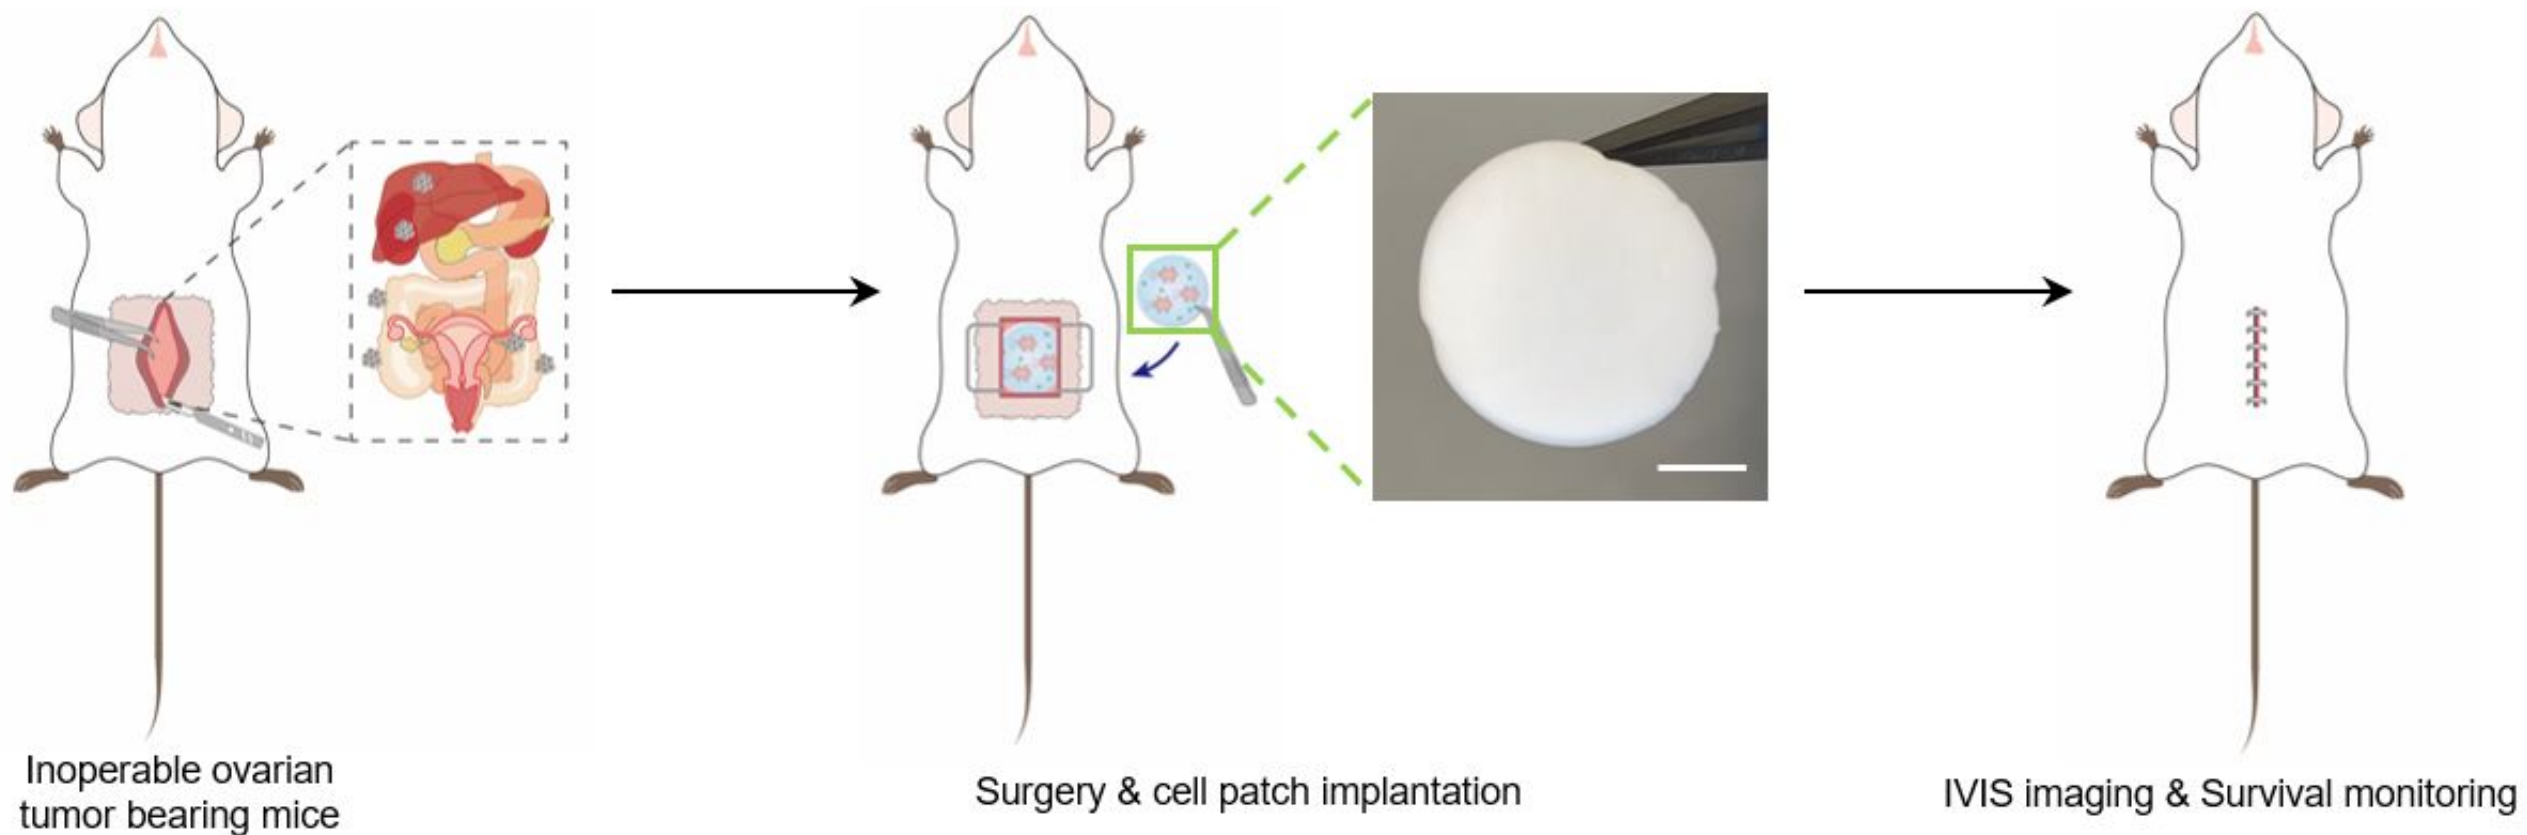 Inoperable ovarian
tumor bearing mice
Surgery & cell patch implantation
IVIS imaging & Survival monitoring